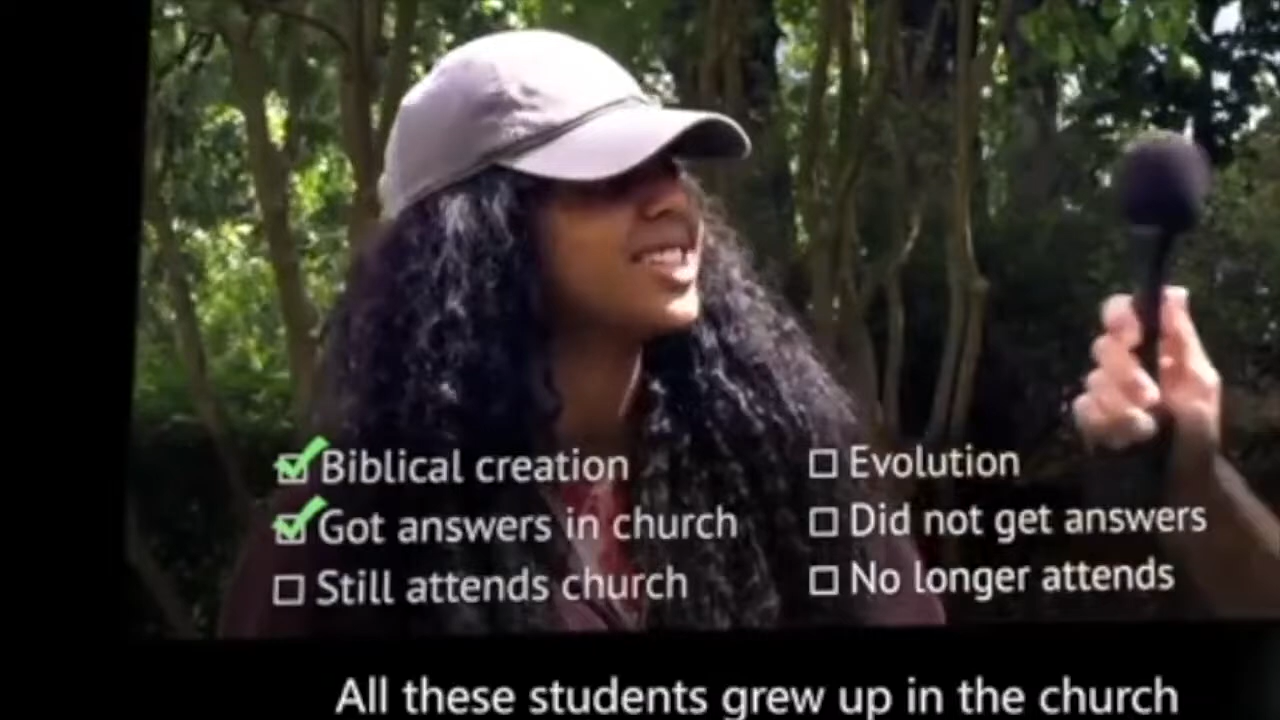 Biblical creation
Got answers in church
Still attends church
Evolution
Did not get answers
No longer attends
All these students grew up in the church